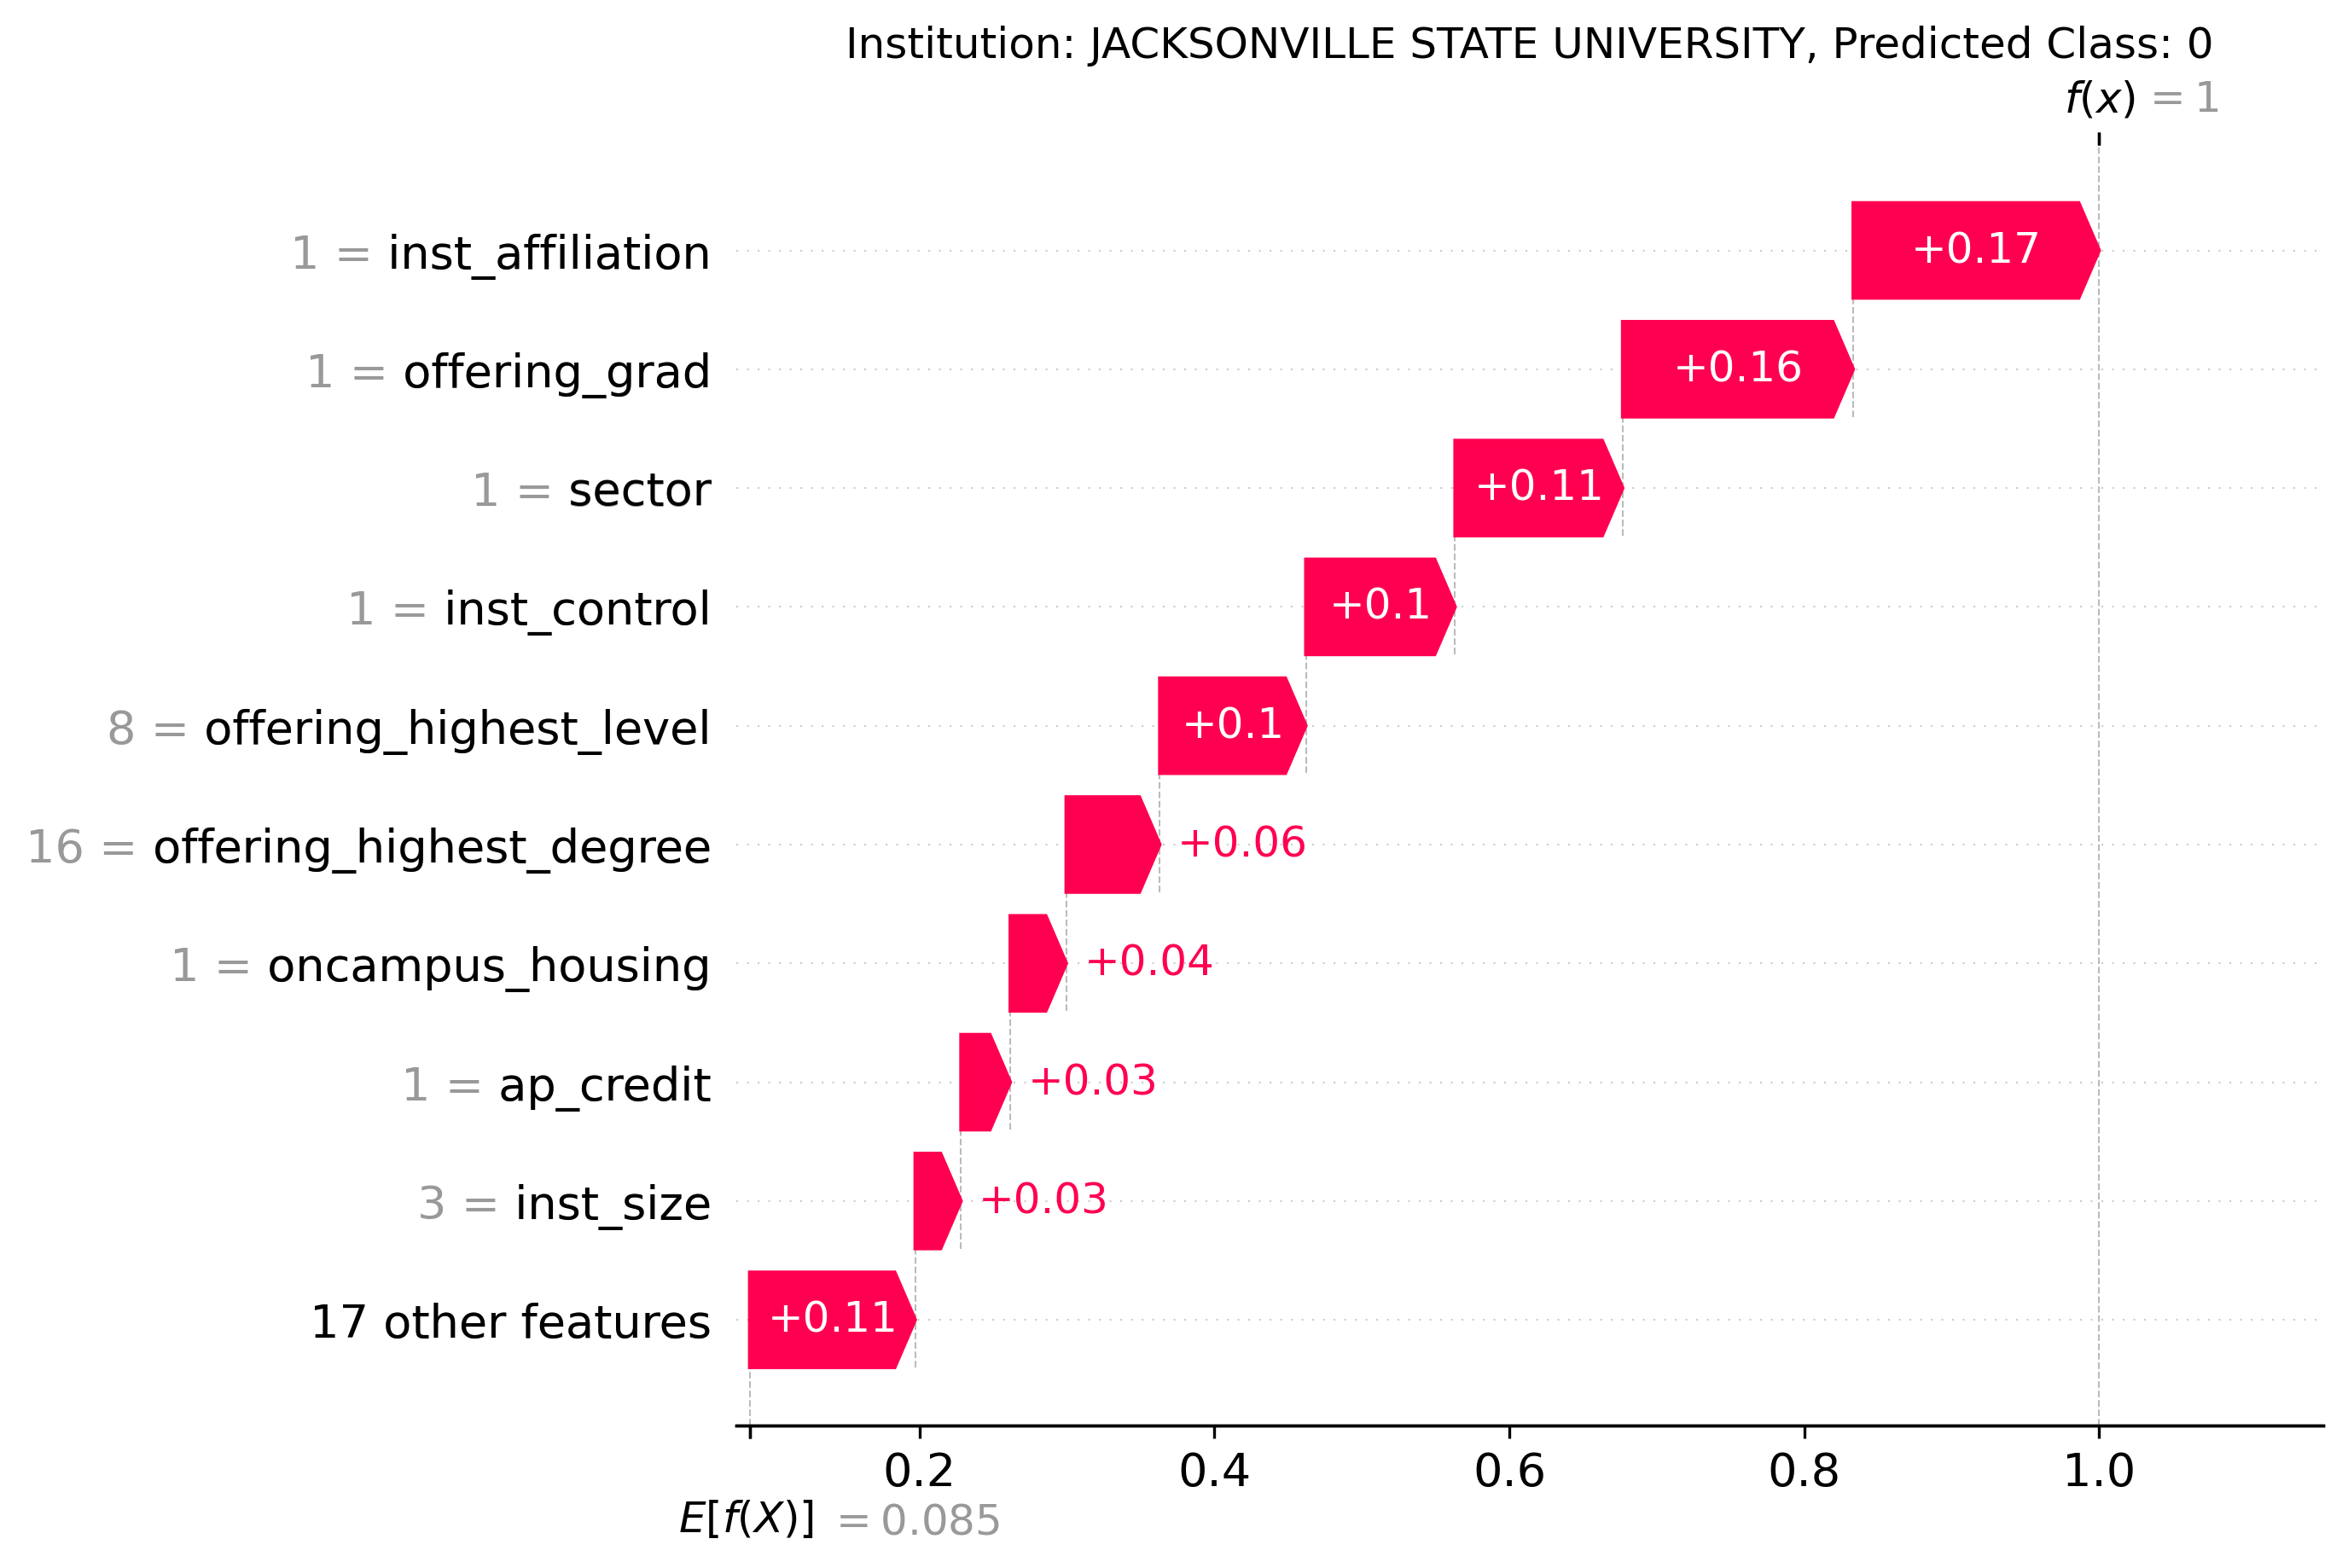 Institution: JACKSONVILLE STATE UNIVERSITY, Predicted Class: 0
f(x) = 1
1 = inst_affiliation
+0.17
1 = offering_grad
+0.16
1 = sector
+0.11
1 = inst_control
+0.1
8 = offering_highest_level
+0.1
16 = offering_highest_degree
+0.06
1 = oncampus_housing
+0.04
1 = ap_credit
+0.03
3 = inst_size
+0.03
17 other features
+0.11
0.2 0.4 0.6 0.8 1.0
E[f(X)] = 0.085